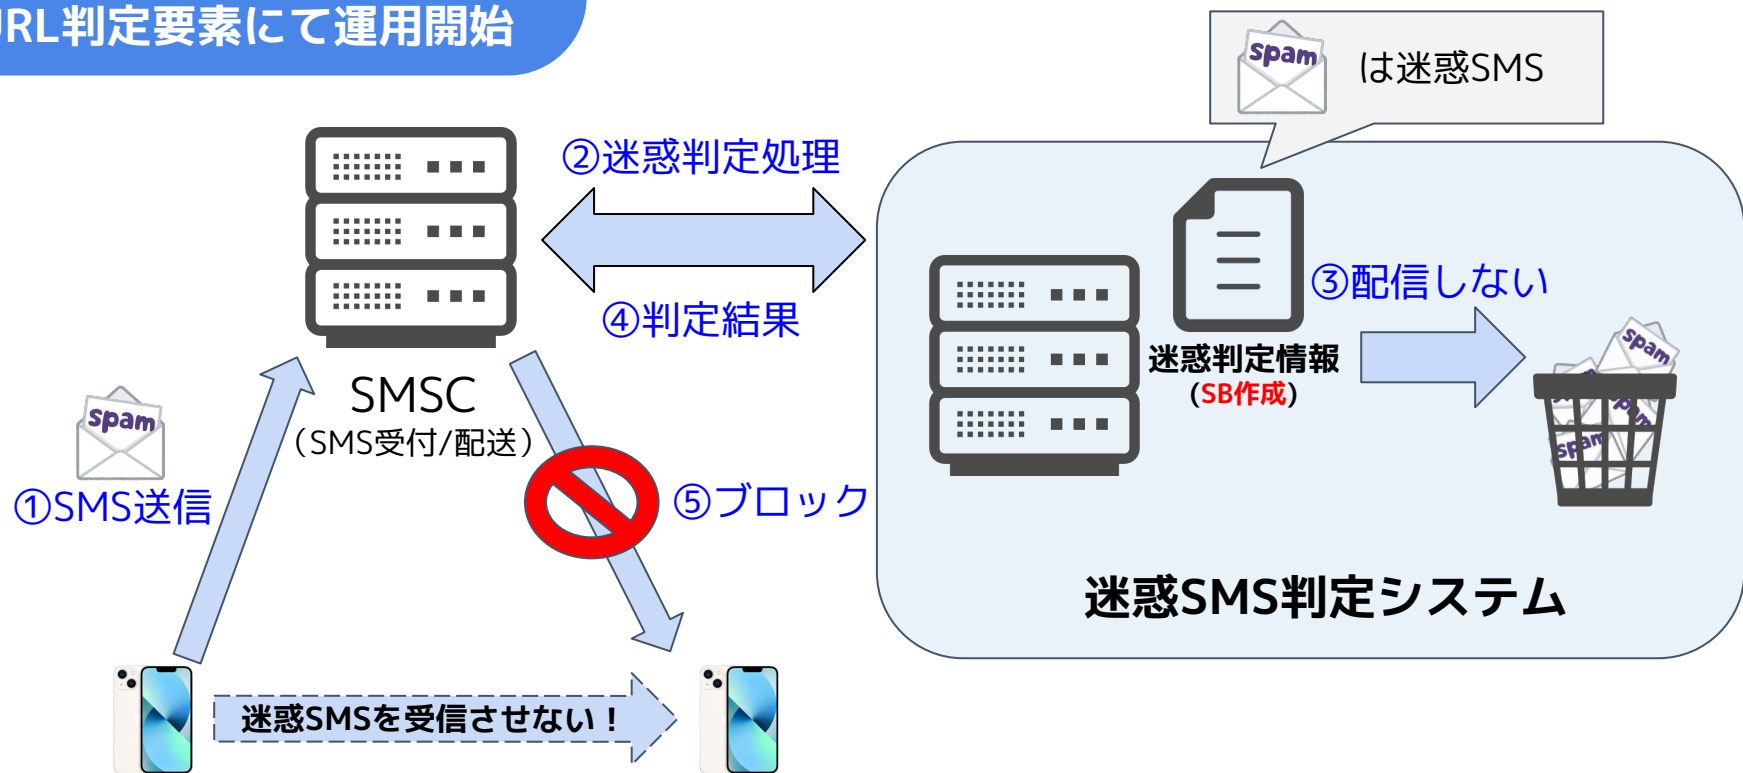 URL判定要素にて運用開始
spam
は迷惑SMS
②迷惑判定処理
③配信しない
④判定結果
迷惑判定情報
(SB作成)
spam
spam
spam
SMSC
(SMS受付/配送)
spam
①SMS送信
⑤ブロック
迷惑SMS判定システム
迷惑SMSを受信させない！